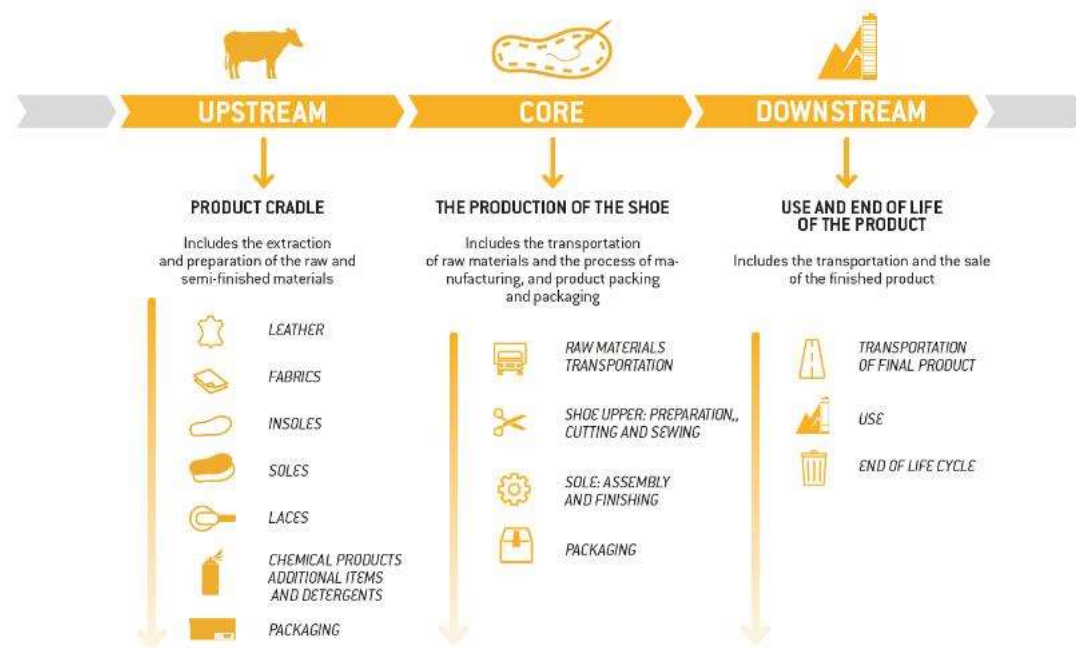 UPSTREAM
CORE
DOWNSTREAM
PRODUCT CRADLE
Includes the extraction
and preparation of the raw and
semi-finished materials
LEATHER
FABRICS
INSOLES
SOLES
LACES
CHEMICAL PRODUCTS
ADDITIONAL ITEMS
AND DETERGENTS
PACKAGING
THE PRODUCTION OF THE SHOE
Includes the transportation
of raw materials and the process of ma-
nufacturing, and product packing
and packaging
RAW MATERIALS
TRANSPORTATION
SHOE UPPER: PREPARATION,,
CUTTING AND SEWING
SOLE: ASSEMBLY
AND FINISHING
PACKAGING
USE AND END OF LIFE
OF THE PRODUCT
Includes the transportation and the sale
of the finished product
TRANSPORTATION
OF FINAL PRODUCT
USE
END OF LIFE CYCLE